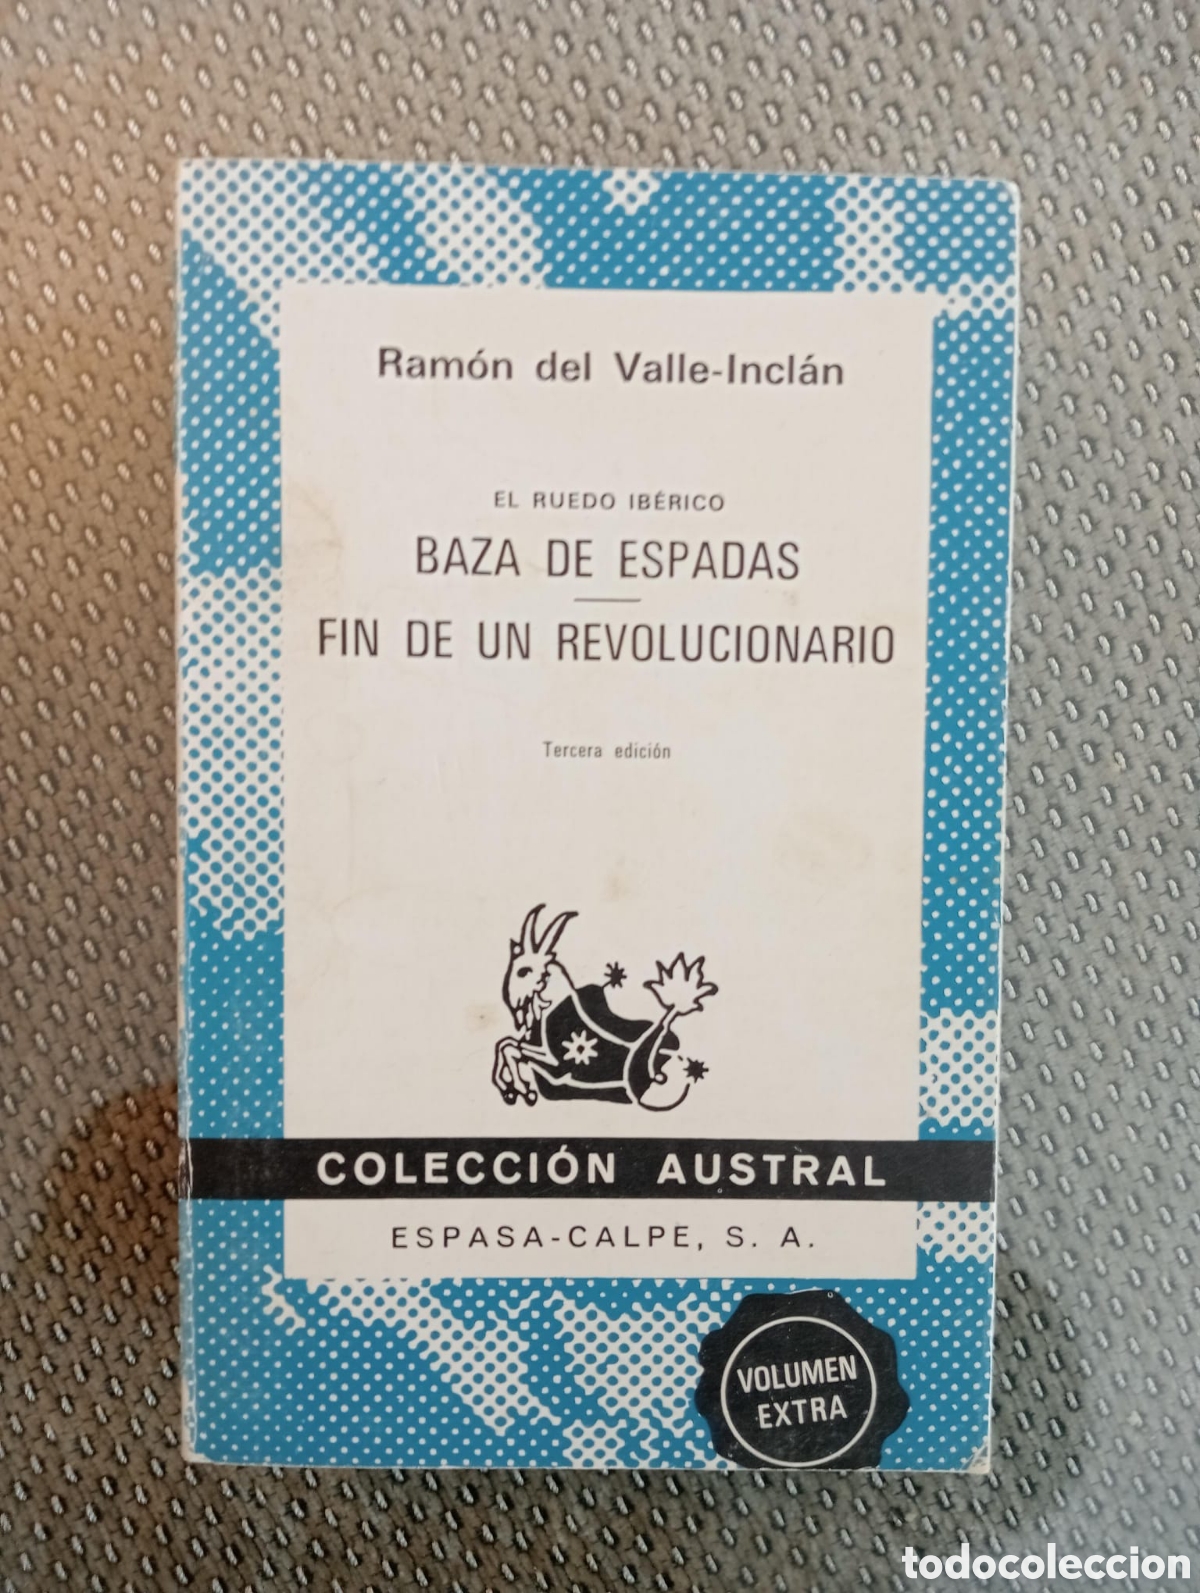 Ramón del Valle-Inclán
EL RUEDO IBÉRICO
BAZA DE ESPADAS
FIN DE UN REVOLUCIONARIO
Tercera edición
COLECCIÓN AUSTRAL
ESPASA-CALPE, S. A.
VOLUMEN
EXTRA
todocoleccion